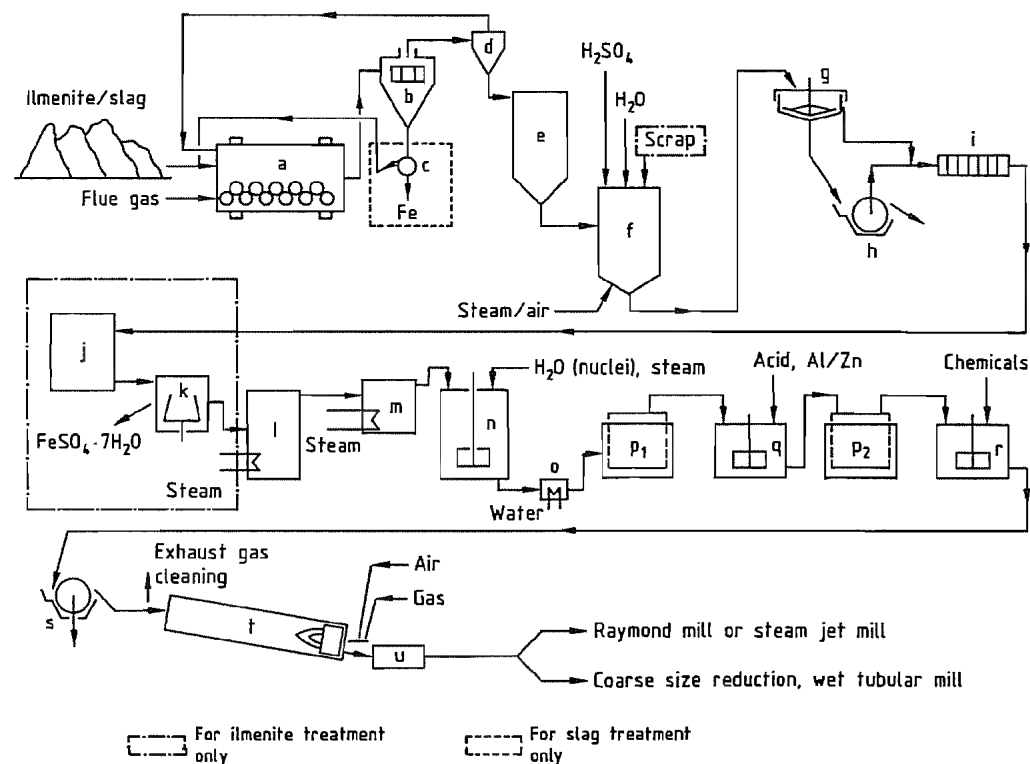 Ilmenite/slag
Flue gas
a
b
c
Fe
d
e
H₂SO₄
H₂O
Scrap
f
Steam/air
g
h
i
j
k
FeSO₄·7H₂O
Steam
l
Steam
m
H₂O (nuclei), steam
n
o
Water
p₁
Acid, Al/Zn
q
p₂
Chemicals
r
s
Exhaust gas
cleaning
t
Air
Gas
u
Raymond mill or steam jet mill
Coarse size reduction, wet tubular mill
For ilmenite treatment
only
For slag treatment
only